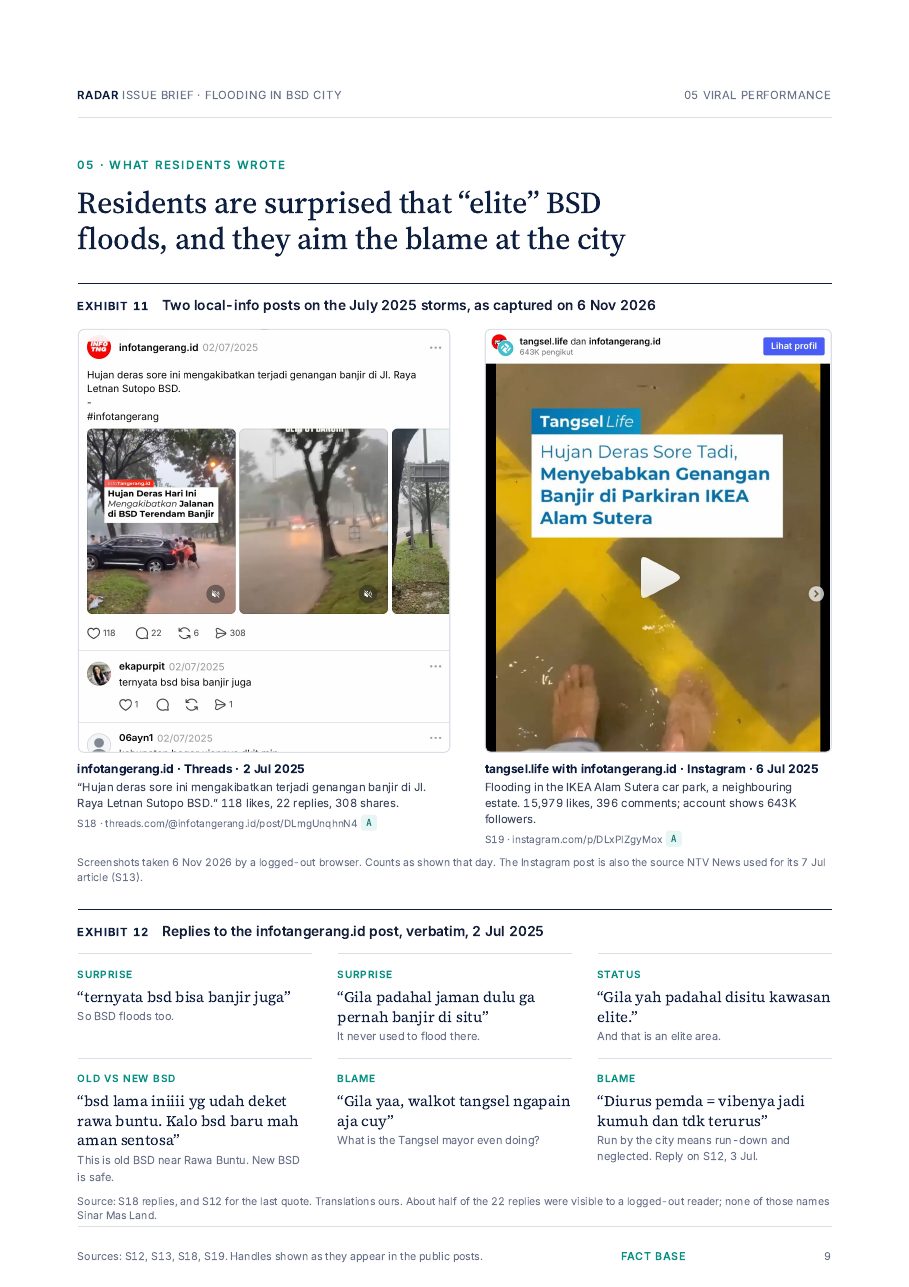 RADAR ISSUE BRIEF · FLOODING IN BSD CITY
05 VIRAL PERFORMANCE
05 · WHAT RESIDENTS WROTE
Residents are surprised that “elite” BSD
floods, and they aim the blame at the city
EXHIBIT 11 Two local-info posts on the July 2025 storms, as captured on 6 Nov 2026
INFO
TNG
infotangerang.id 02/07/2025
Hujan deras sore ini mengakibatkan terjadi genangan banjir di Jl. Raya
Letnan Sutopo BSD.
-
#infotangerang
infoTangerang.id
Hujan Deras Hari Ini
Mengakibatkan Jalanan
di BSD Terendam Banjir
118 22 6 308
ekapurpit 02/07/2025
ternyata bsd bisa banjir juga
1 1
06ayn1 02/07/2025
tangsel.life dan infotangerang.id
643K pengikut
Lihat profil
Tangsel Life
Hujan Deras Sore Tadi,
Menyebabkan Genangan
Banjir di Parkiran IKEA
Alam Sutera
infotangerang.id · Threads · 2 Jul 2025
“Hujan deras sore ini mengakibatkan terjadi genangan banjir di Jl.
Raya Letnan Sutopo BSD.” 118 likes, 22 replies, 308 shares.
S18 · threads.com/@infotangerang.id/post/DLmgUnqhnN4 A
tangsel.life with infotangerang.id · Instagram · 6 Jul 2025
Flooding in the IKEA Alam Sutera car park, a neighbouring
estate. 15,979 likes, 396 comments; account shows 643K
followers.
S19 · instagram.com/p/DLxPlZgyMox A
Screenshots taken 6 Nov 2026 by a logged-out browser. Counts as shown that day. The Instagram post is also the source NTV News used for its 7 Jul
article (S13).
EXHIBIT 12 Replies to the infotangerang.id post, verbatim, 2 Jul 2025
SURPRISE
“ternyata bsd bisa banjir juga”
So BSD floods too.
SURPRISE
“Gila padahal jaman dulu ga
pernah banjir di situ”
It never used to flood there.
STATUS
“Gila yah padahal disitu kawasan
elite.”
And that is an elite area.
OLD VS NEW BSD
“bsd lama iniiii yg udah deket
rawa buntu. Kalo bsd baru mah
aman sentosa”
This is old BSD near Rawa Buntu. New BSD
is safe.
BLAME
“Gila yaa, walkot tangsel ngapain
aja cuy”
What is the Tangsel mayor even doing?
BLAME
“Diurus pemda = vibenya jadi
kumuh dan tdk terurus”
Run by the city means run-down and
neglected. Reply on S12, 3 Jul.
Source: S18 replies, and S12 for the last quote. Translations ours. About half of the 22 replies were visible to a logged-out reader; none of those names
Sinar Mas Land.
Sources: S12, S13, S18, S19. Handles shown as they appear in the public posts.
FACT BASE
9